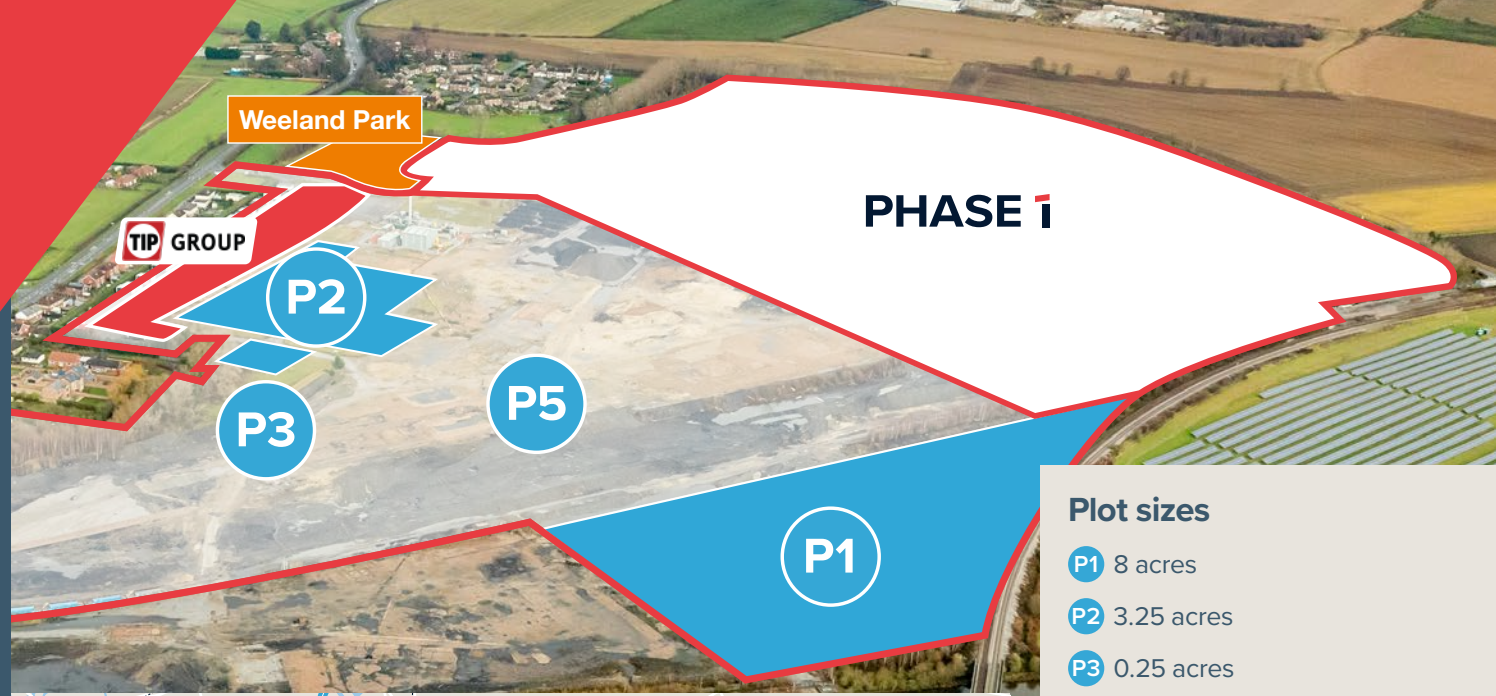 Weeland Park
PHASE 1
TIP GROUP
P2
P5
P3
P1
Plot sizes
P1 8 acres
P2 3.25 acres
P3 0.25 acres